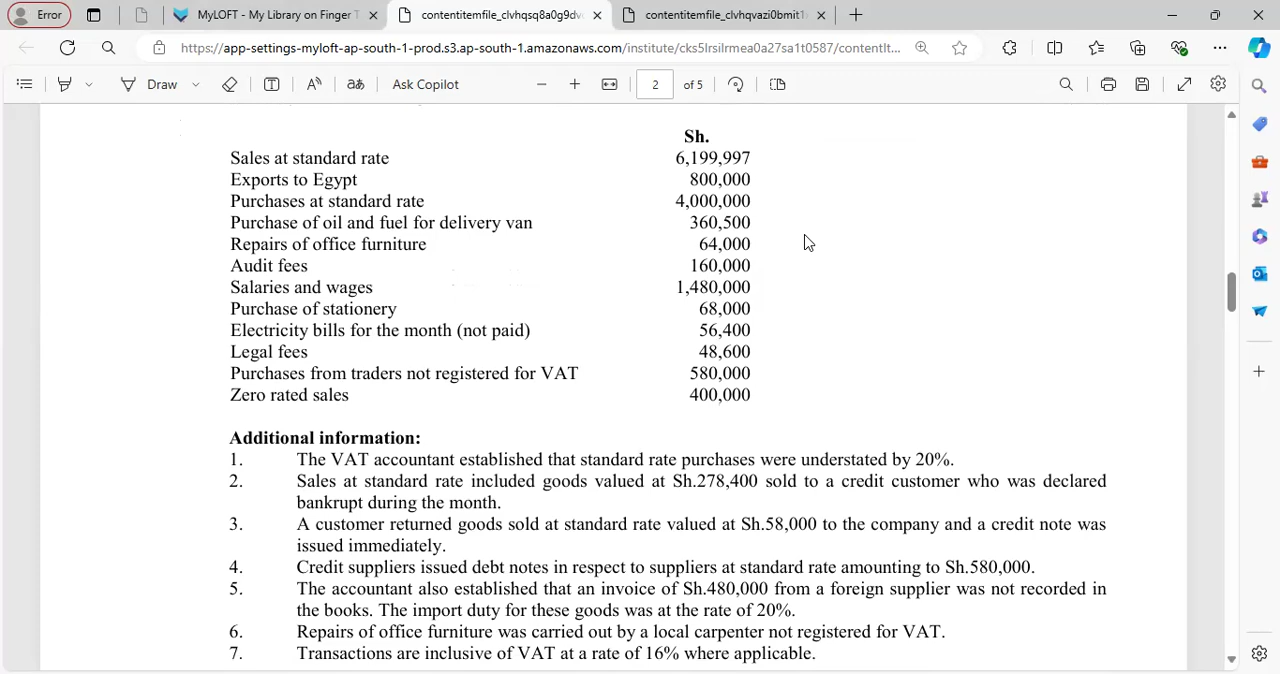 Error
MyLOFT - My Library on Finger T
contentitemfile_clvhqsq8a0g9dv
contentitemfile_clvhqvazi0bmit1
https://app-settings-myloft-ap-south-1-prod.s3.ap-south-1.amazonaws.com/institute/cks5lrsilrmea0a27sa1t0587/contentIt...
Draw
aあ
Ask Copilot
2 of 5
Sh.
Sales at standard rate 6,199,997
Exports to Egypt 800,000
Purchases at standard rate 4,000,000
Purchase of oil and fuel for delivery van 360,500
Repairs of office furniture 64,000
Audit fees 160,000
Salaries and wages 1,480,000
Purchase of stationery 68,000
Electricity bills for the month (not paid) 56,400
Legal fees 48,600
Purchases from traders not registered for VAT 580,000
Zero rated sales 400,000
Additional information:
1. The VAT accountant established that standard rate purchases were understated by 20%.
2. Sales at standard rate included goods valued at Sh.278,400 sold to a credit customer who was declared
bankrupt during the month.
3. A customer returned goods sold at standard rate valued at Sh.58,000 to the company and a credit note was
issued immediately.
4. Credit suppliers issued debt notes in respect to suppliers at standard rate amounting to Sh.580,000.
5. The accountant also established that an invoice of Sh.480,000 from a foreign supplier was not recorded in
the books. The import duty for these goods was at the rate of 20%.
6. Repairs of office furniture was carried out by a local carpenter not registered for VAT.
7. Transactions are inclusive of VAT at a rate of 16% where applicable.